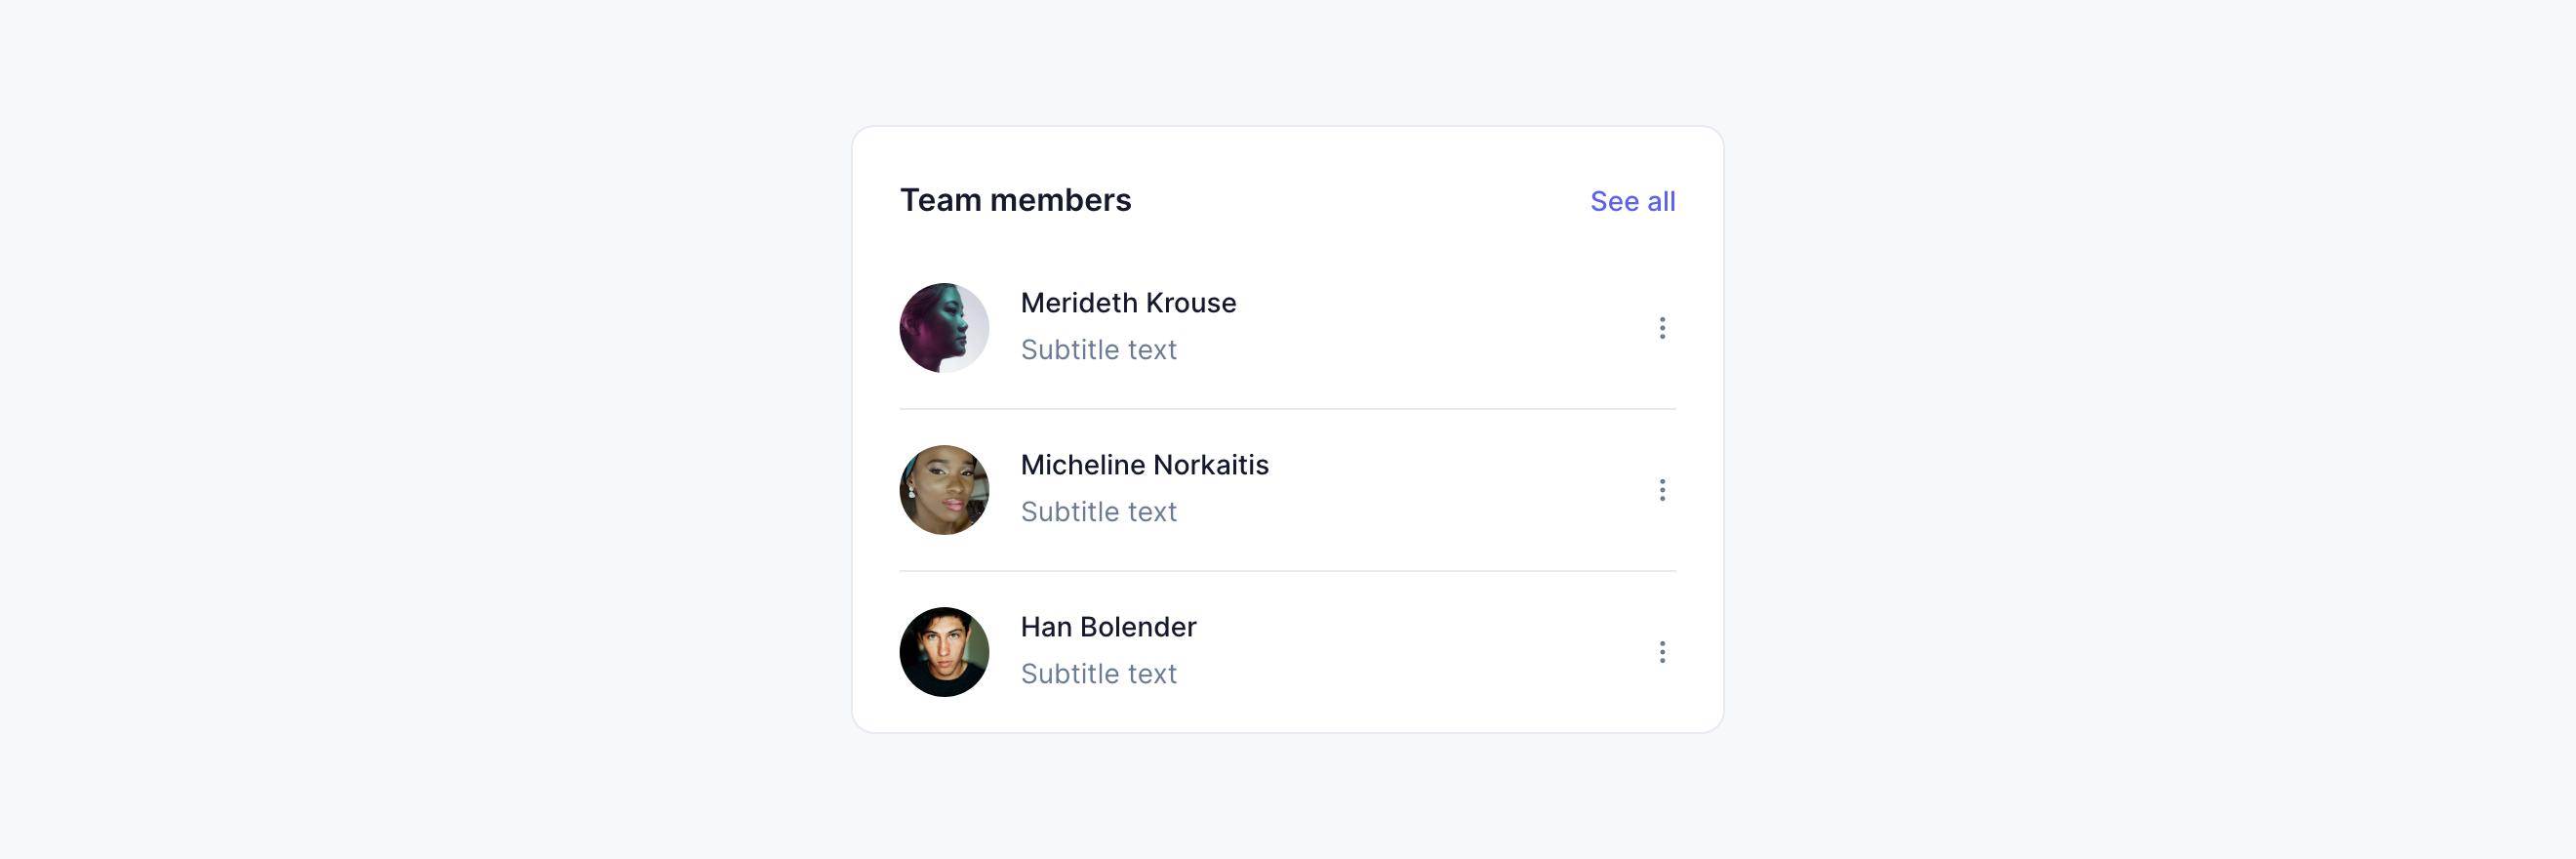 Team members
See all
Merideth Krouse
Subtitle text
Micheline Norkaitis
Subtitle text
Han Bolender
Subtitle text